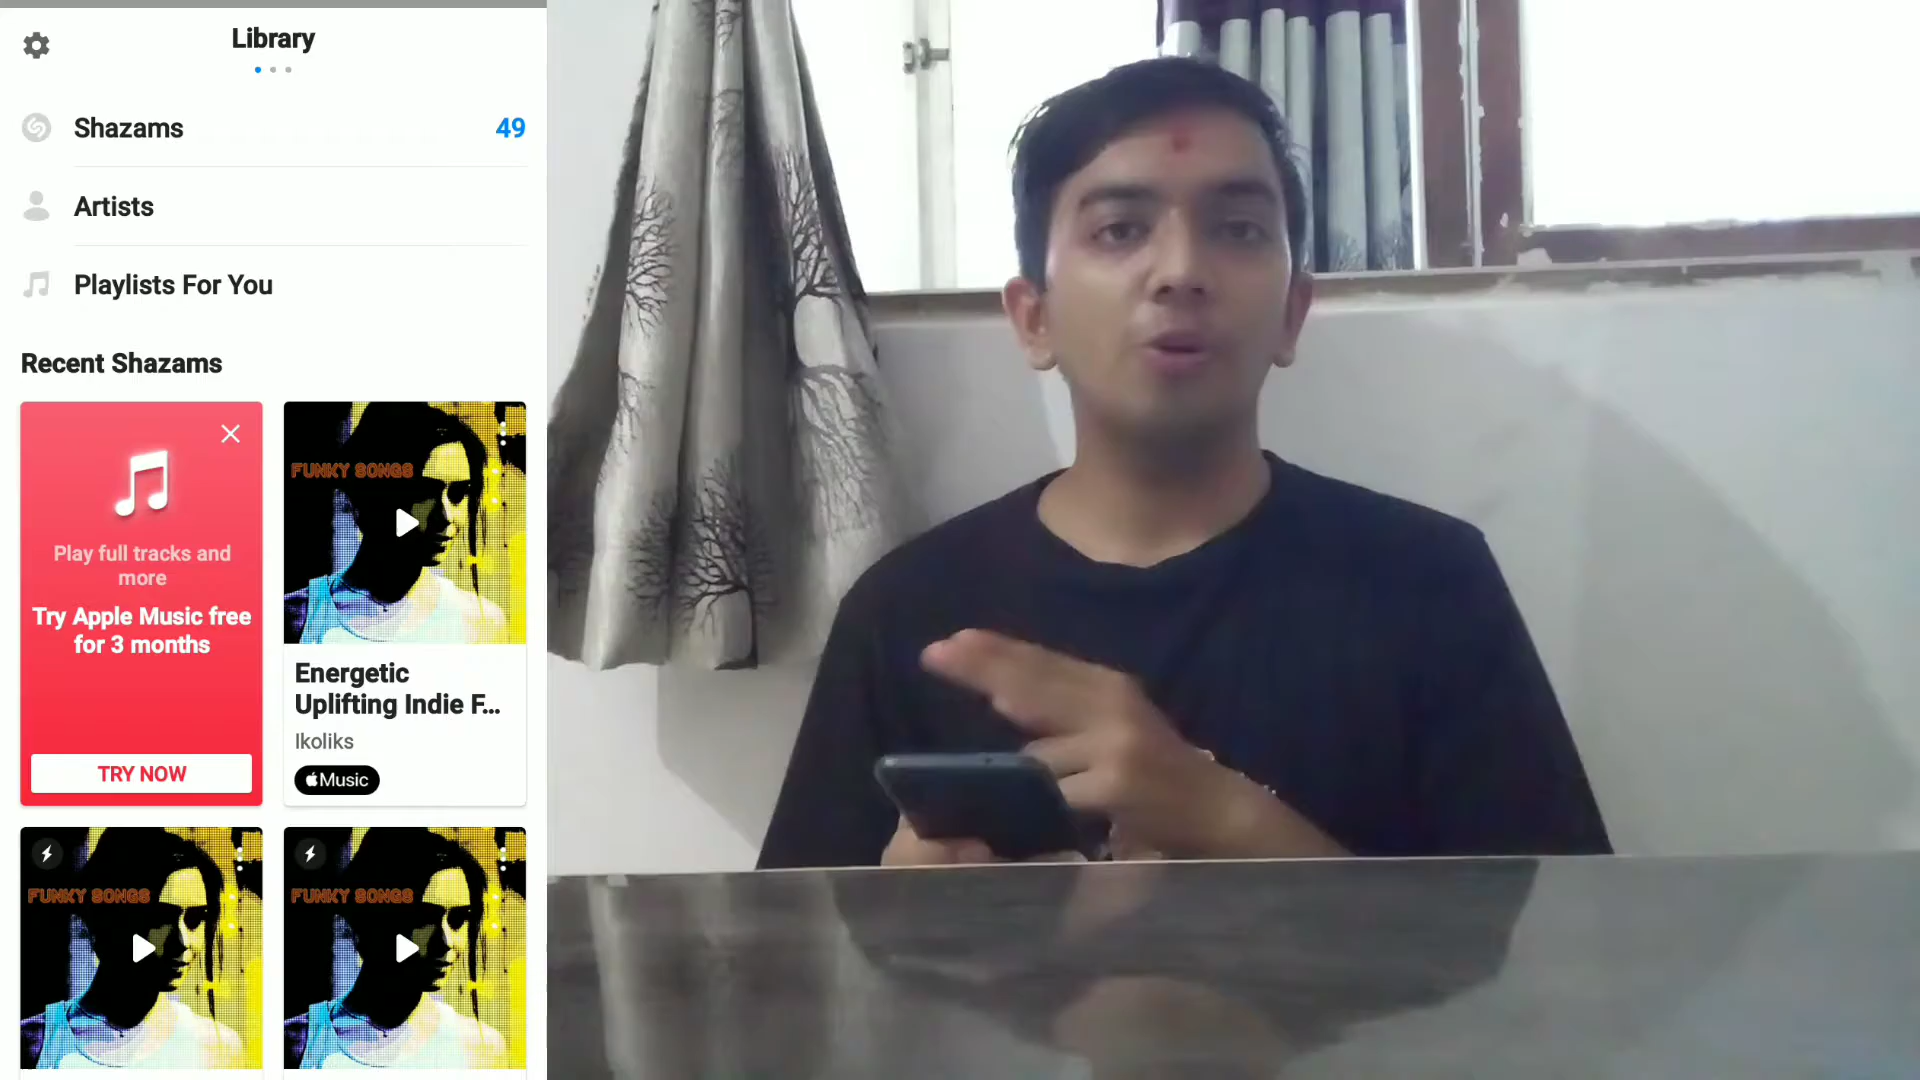 Library
Shazams
49
Artists
Playlists For You
Recent Shazams
Play full tracks and
more
Try Apple Music free
for 3 months
TRY NOW
FUNKY SONGS
Energetic
Uplifting Indie F...
Ikoliks
Music
FUNKY SONGS
FUNKY SONGS